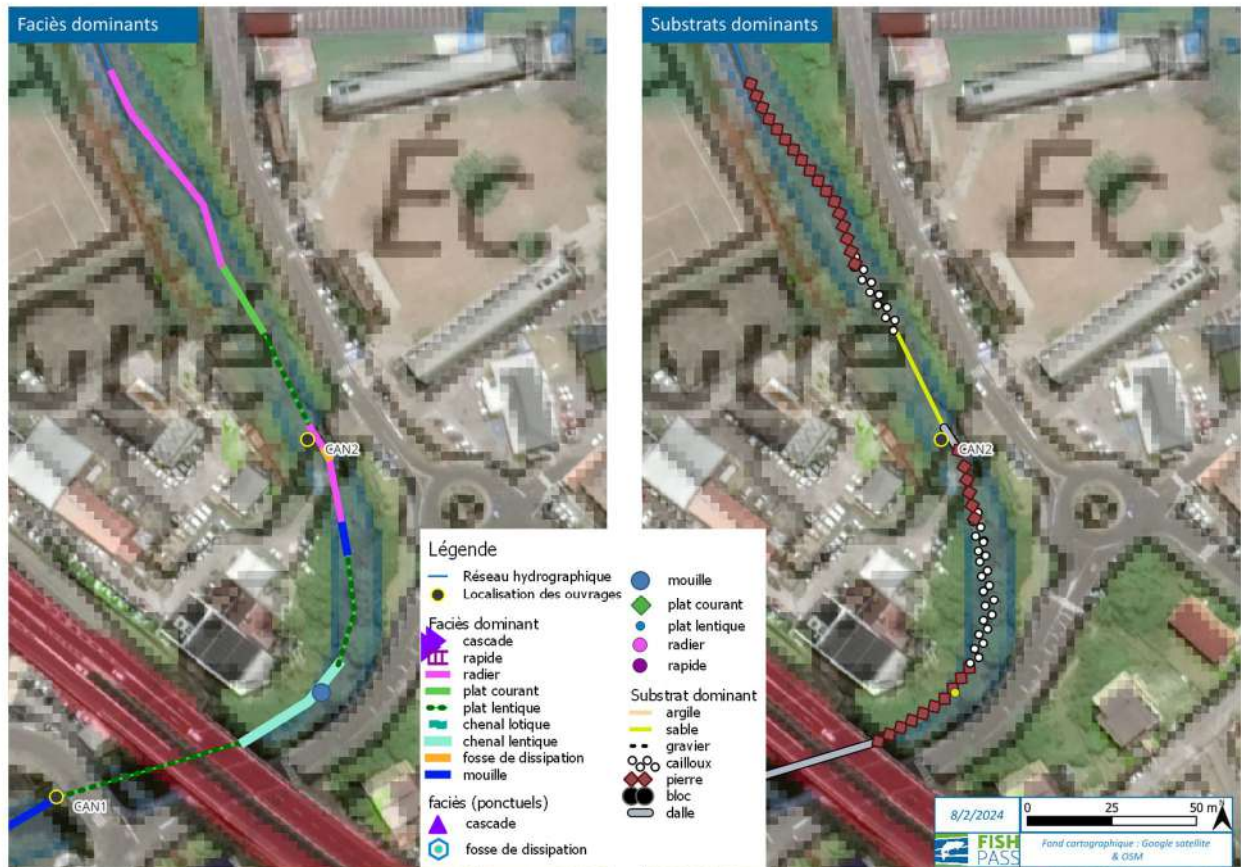 Faciès dominants
Substrats dominants
Éc
Éc
CAN2
CAN2
CAN1
Légende
Réseau hydrographique
Localisation des ouvrages
Faciès dominant
cascade
rapide
radier
plat courant
plat lentique
chenal lotique
chenal lentique
fosse de dissipation
mouille
faciès (ponctuels)
cascade
fosse de dissipation
mouille
plat courant
plat lentique
radier
rapide
Substrat dominant
argile
sable
gravier
cailloux
pierre
bloc
dalle
8/2/2024
0 25 50 m
FISH
PASS
Fond cartographique : Google satellite
& OSM